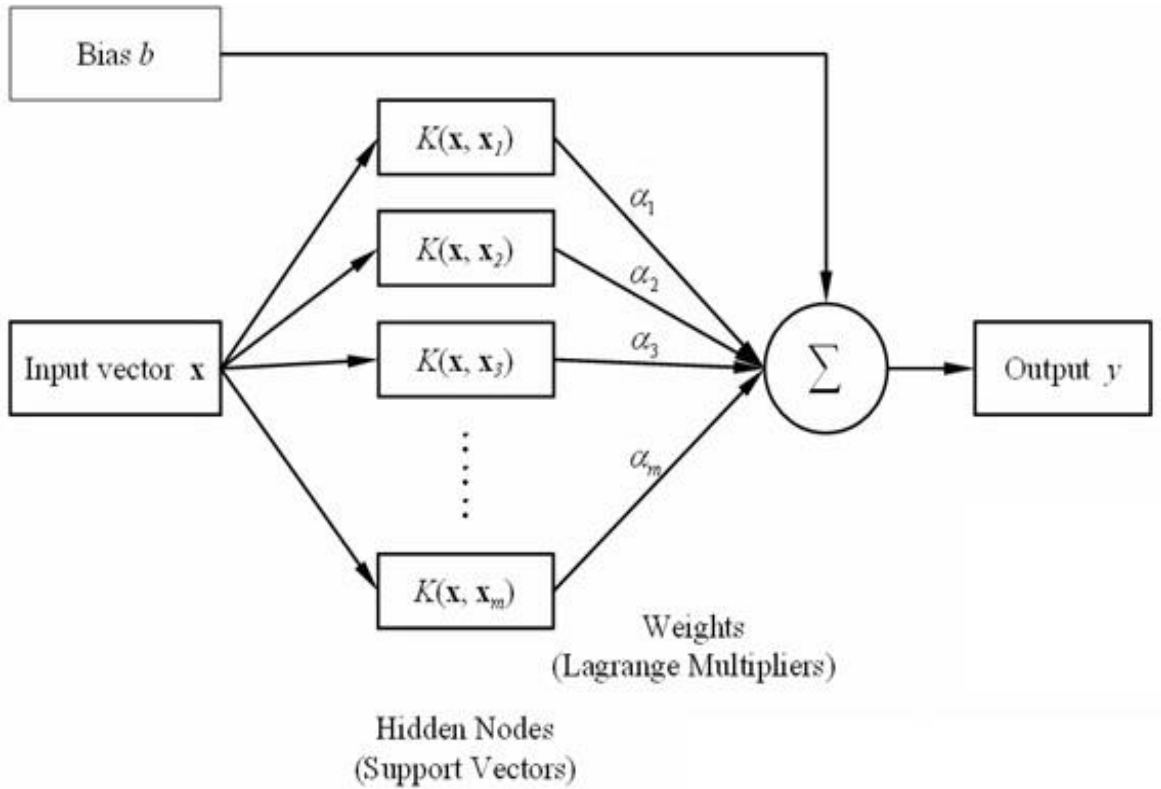 Bias b
K(x, x₁)
α₁
K(x, x₂)
α₂
Input vector x
K(x, x₃)
α₃
Σ
Output y
αₘ
K(x, xₘ)
Weights
(Lagrange Multipliers)
Hidden Nodes
(Support Vectors)